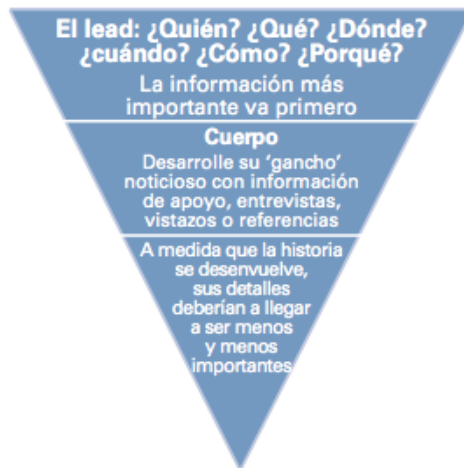 El lead: ¿Quién? ¿Qué? ¿Dónde?
¿cuándo? ¿Cómo? ¿Porqué?
La información más
importante va primero
Cuerpo
Desarrolle su ‘gancho’
noticioso con información
de apoyo, entrevistas,
vistazos o referencias
A medida que la historia
se desenvuelve,
sus detalles
deberían a llegar
a ser menos
y menos
importantes